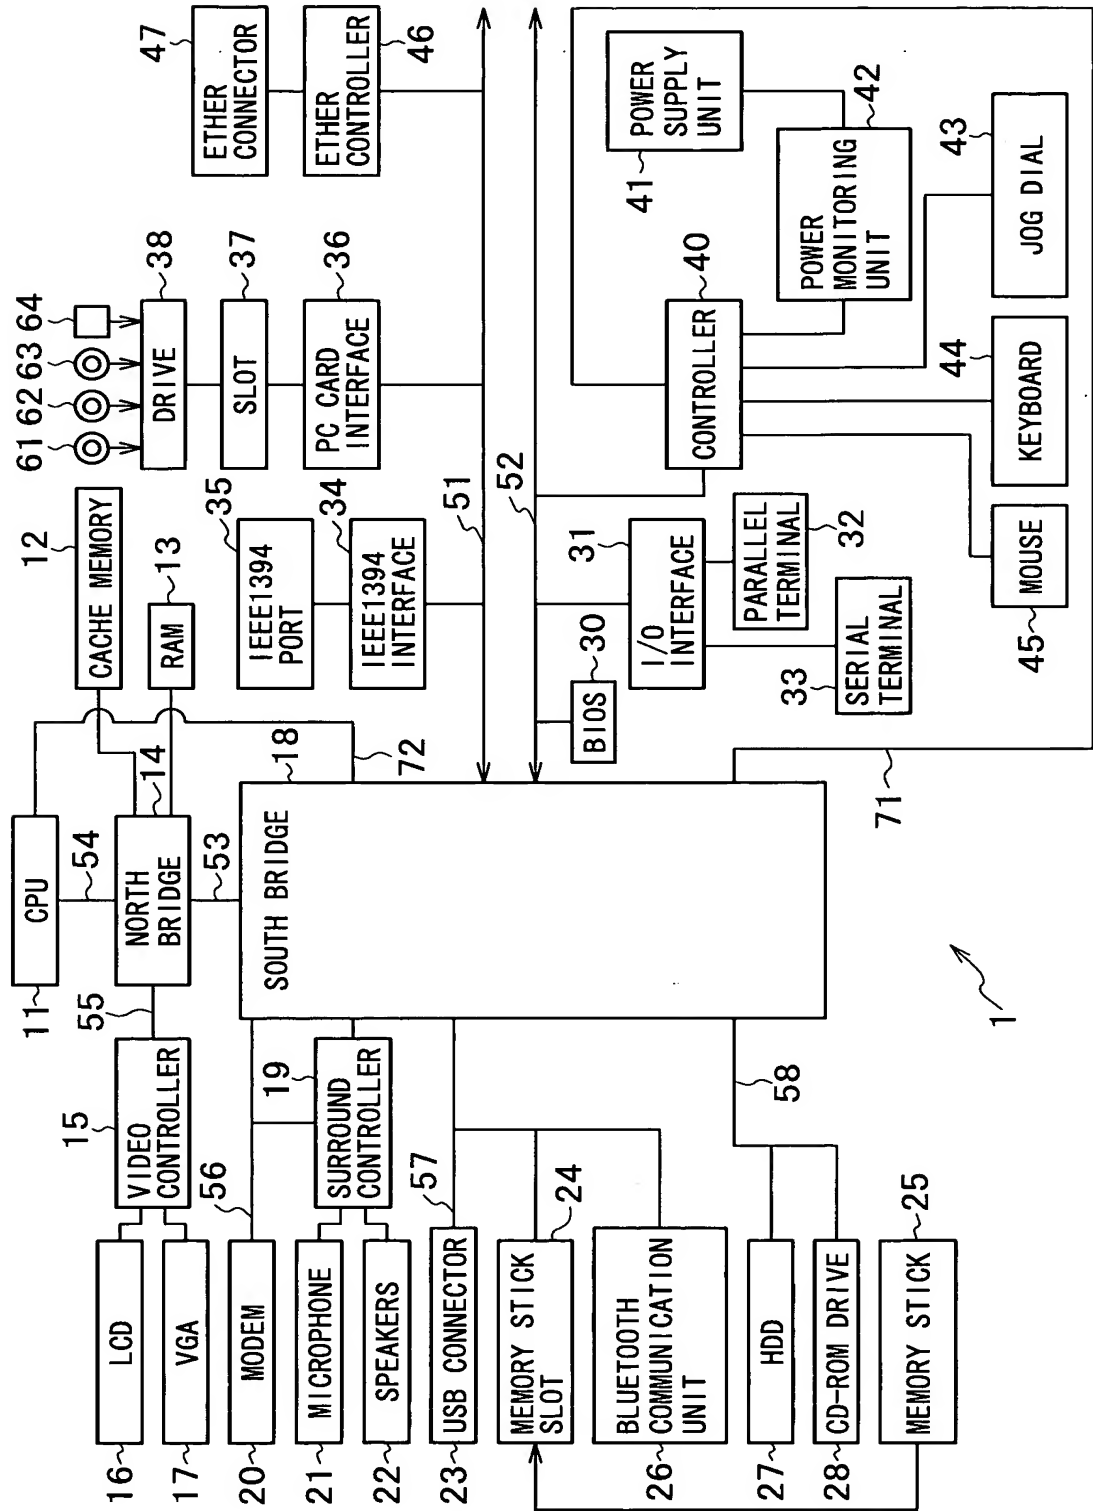 11
CPU
54
15
VIDEO
CONTROLLER
55
NORTH
BRIDGE
14
CACHE MEMORY
12
RAM
13
16
LCD
17
VGA
53
72
18
SOUTH BRIDGE
20
MODEM
56
19
SURROUND
CONTROLLER
21
MICROPHONE
22
SPEAKERS
23
USB CONNECTOR
57
MEMORY STICK
SLOT
24
26
BLUETOOTH
COMMUNICATION
UNIT
58
27
HDD
28
CD-ROM DRIVE
MEMORY STICK
25
1
61
62
63
64
DRIVE
38
SLOT
37
PC CARD
INTERFACE
36
47
ETHER
CONNECTOR
ETHER
CONTROLLER
46
IEEE1394
PORT
35
IEEE1394
INTERFACE
34
51
52
BIOS
30
I/O
INTERFACE
31
PARALLEL
TERMINAL
32
33
SERIAL
TERMINAL
CONTROLLER
40
41
POWER
SUPPLY
UNIT
POWER
MONITORING
UNIT
42
JOG DIAL
43
KEYBOARD
44
45
MOUSE
71